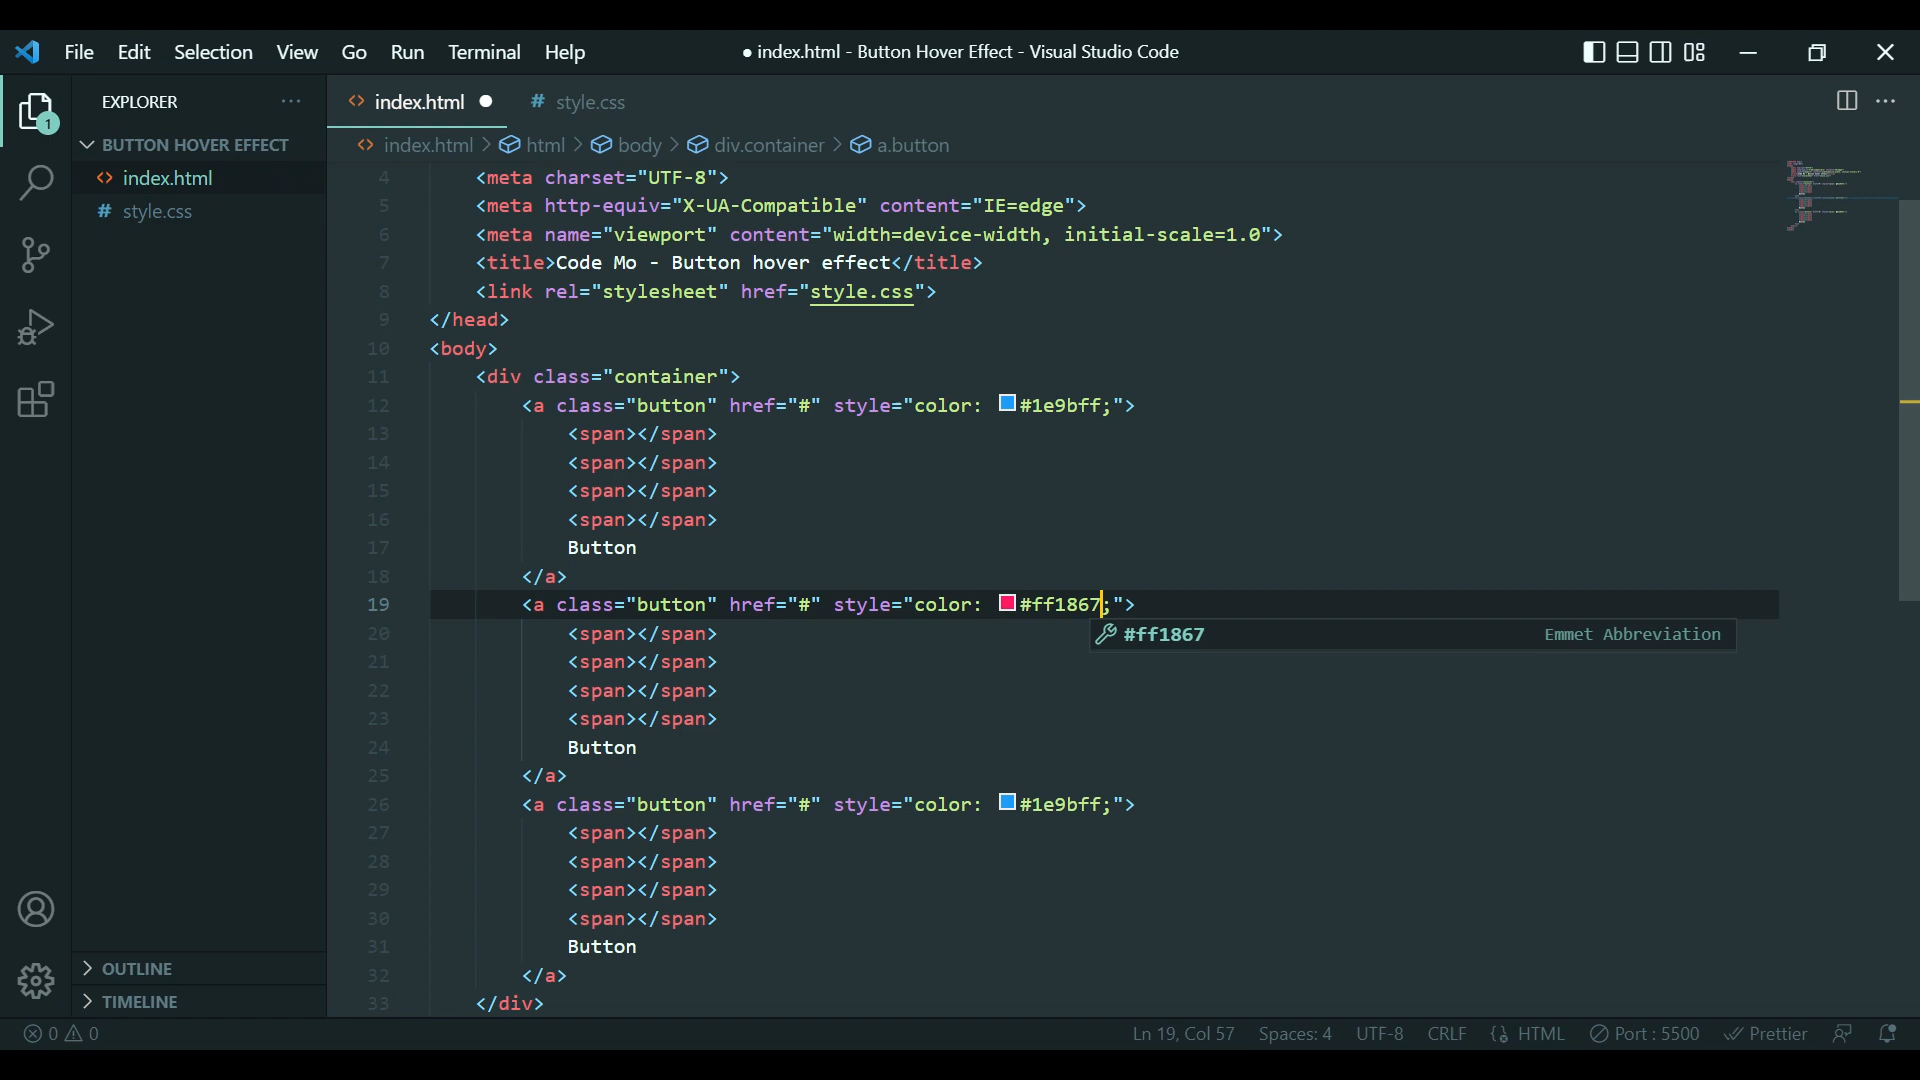 File Edit Selection View Go Run Terminal Help
● index.html - Button Hover Effect - Visual Studio Code
EXPLORER ···
1
BUTTON HOVER EFFECT
<> index.html
# style.css
OUTLINE
TIMELINE
<> index.html ●
# style.css
<> index.html > html > body > div.container > a.button
4 <meta charset="UTF-8">
5 <meta http-equiv="X-UA-Compatible" content="IE=edge">
6 <meta name="viewport" content="width=device-width, initial-scale=1.0">
7 <title>Code Mo - Button hover effect</title>
8 <link rel="stylesheet" href="style.css">
9 </head>
10 <body>
11 <div class="container">
12 <a class="button" href="#" style="color: #1e9bff;">
13 <span></span>
14 <span></span>
15 <span></span>
16 <span></span>
17 Button
18 </a>
19 <a class="button" href="#" style="color: #ff1867;">
#ff1867 Emmet Abbreviation
20 <span></span>
21 <span></span>
22 <span></span>
23 <span></span>
24 Button
25 </a>
26 <a class="button" href="#" style="color: #1e9bff;">
27 <span></span>
28 <span></span>
29 <span></span>
30 <span></span>
31 Button
32 </a>
33 </div>
0 0
Ln 19, Col 57 Spaces: 4 UTF-8 CRLF HTML Port : 5500 Prettier